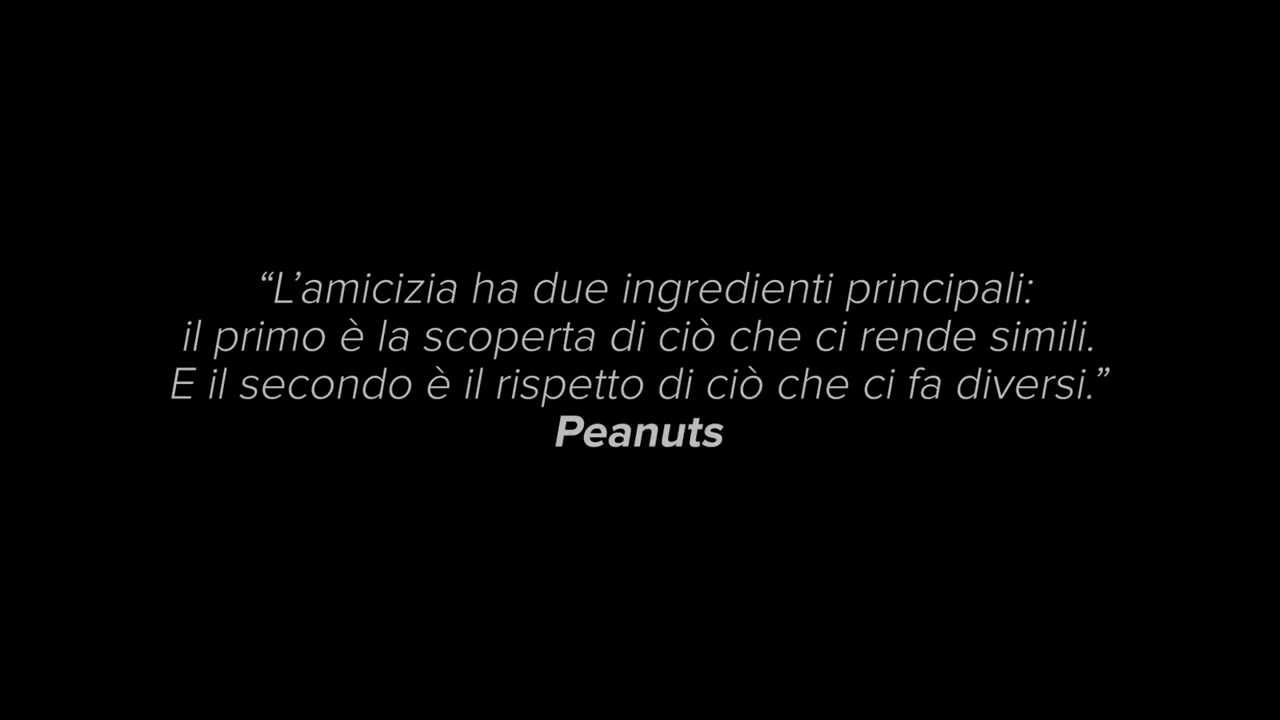 “L’amicizia ha due ingredienti principali:
il primo è la scoperta di ciò che ci rende simili.
E il secondo è il rispetto di ciò che ci fa diversi.”
Peanuts